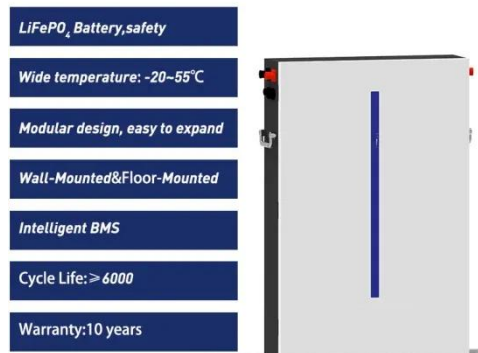 LiFePO₄ Battery,safety
Wide temperature: -20~55℃
Modular design, easy to expand
Wall-Mounted&Floor-Mounted
Intelligent BMS
Cycle Life:≥6000
Warranty:10 years